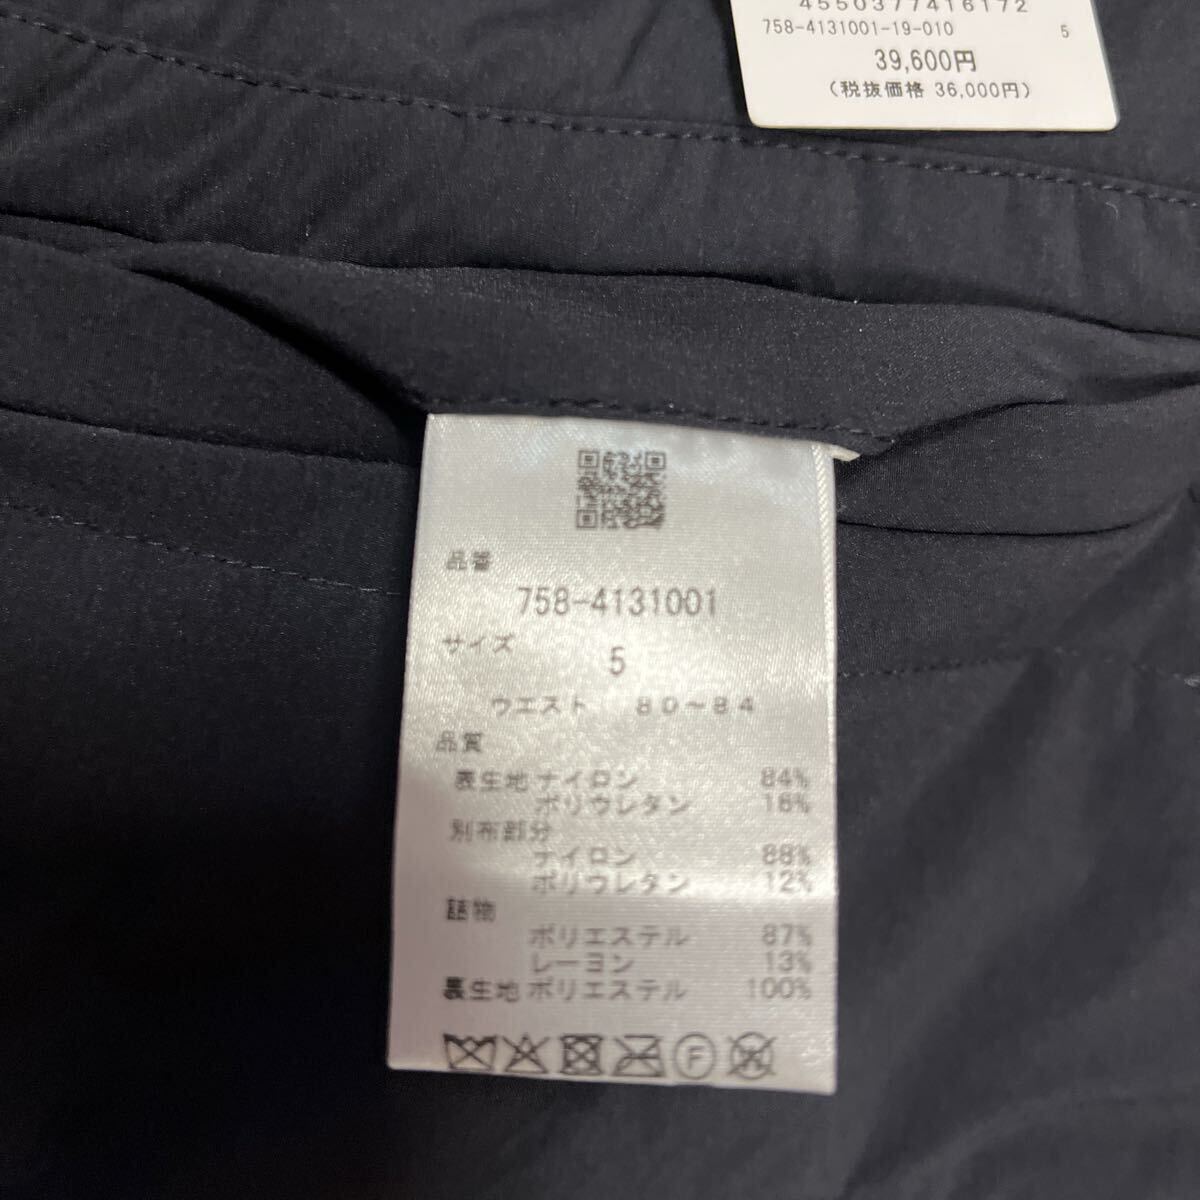 4550377416172
758-4131001-19-010 5
39,600円
(税抜価格 36,000円)
品番
758-4131001
サイズ
5
ウエスト 80~84
品質
表生地 ナイロン 84%
ポリウレタン 16%
別布部分
ナイロン 88%
ポリウレタン 12%
詰物
ポリエステル 87%
レーヨン 13%
裏生地 ポリエステル 100%
F W